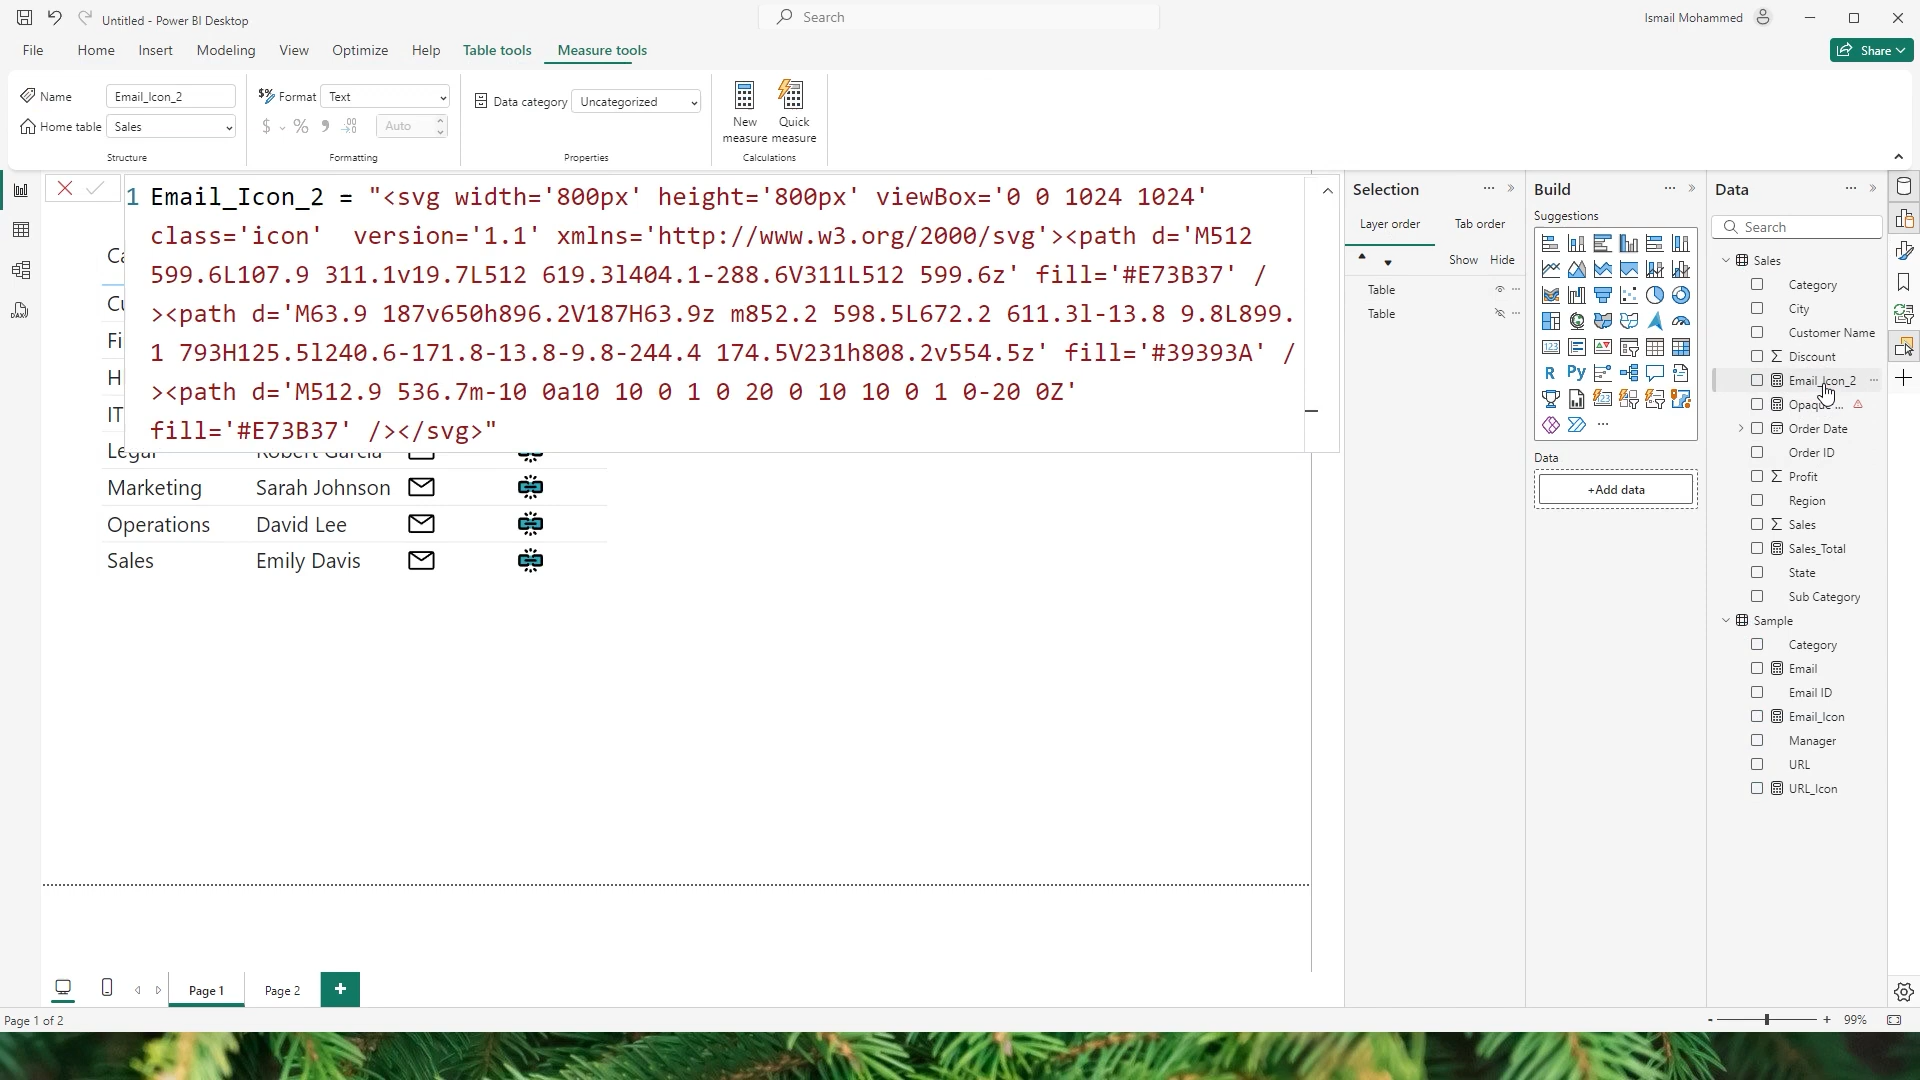 Untitled - Power BI Desktop
Search
Ismail Mohammed
File Home Insert Modeling View Optimize Help Table tools Measure tools
Share
Name Email_Icon_2
Home table Sales
Structure
Format Text
$ % 9 .00 Auto
Formatting
Data category Uncategorized
Properties
New measure
Quick measure
Calculations
1 Email_Icon_2 = "<svg width='800px' height='800px' viewBox='0 0 1024 1024'
class='icon'  version='1.1' xmlns='http://www.w3.org/2000/svg'><path d='M512
599.6L107.9 311.1v19.7L512 619.3l404.1-288.6V311L512 599.6z' fill='#E73B37' /
><path d='M63.9 187v650h896.2V187H63.9z m852.2 598.5L672.2 611.3l-13.8 9.8L899.
1 793H125.5l240.6-171.8-13.8-9.8-244.4 174.5V231h808.2v554.5z' fill='#39393A' /
><path d='M512.9 536.7m-10 0a10 10 0 1 0 20 0 10 10 0 1 0-20 0Z'
fill='#E73B37' /></svg>"
Legal Robert Garcia
Marketing Sarah Johnson
Operations David Lee
Sales Emily Davis
Selection
Layer order Tab order
Show Hide
Table
Table
Build
Suggestions
R Py
Data
+Add data
Data
Search
Sales
Category
City
Customer Name
Discount
Email_Icon_2
Opaque ...
Order Date
Order ID
Profit
Region
Sales
Sales_Total
State
Sub Category
Sample
Category
Email
Email ID
Email_Icon
Manager
URL
URL_Icon
Page 1 Page 2 +
Page 1 of 2
- + 99%